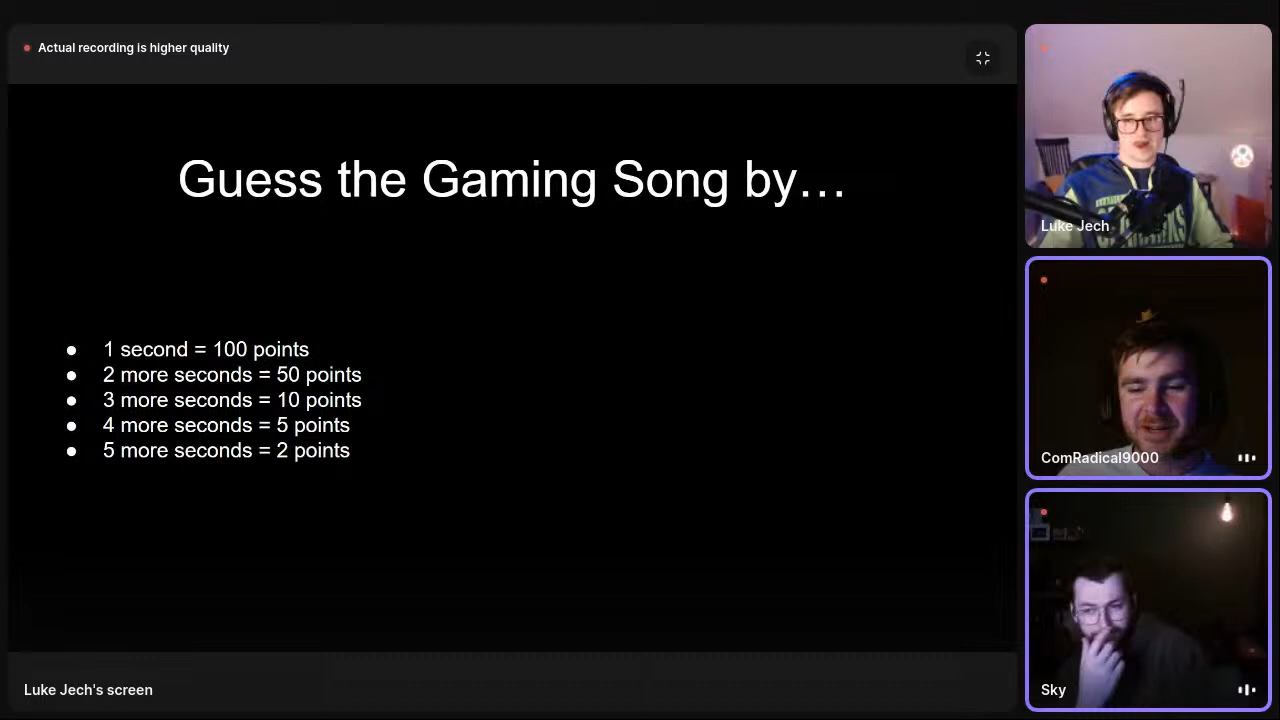 Actual recording is higher quality
Guess the Gaming Song by…
● 1 second = 100 points
● 2 more seconds = 50 points
● 3 more seconds = 10 points
● 4 more seconds = 5 points
● 5 more seconds = 2 points
Luke Jech's screen
Luke Jech
ComRadical9000
Sky